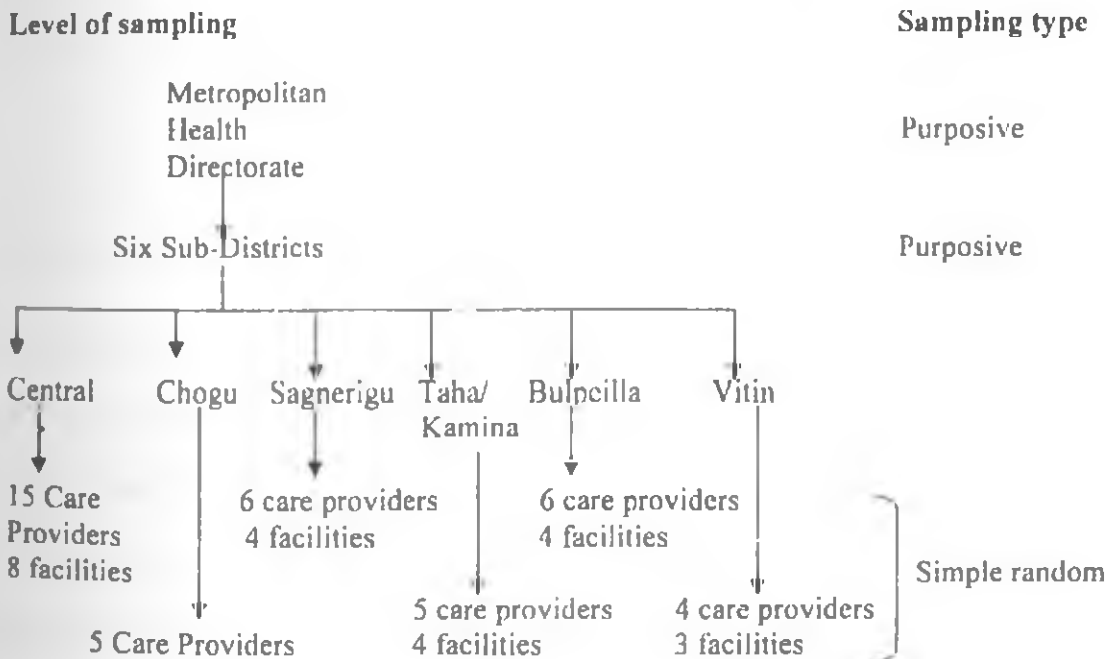 Level of sampling
Sampling type
Metropolitan
Health
Directorate
Purposive
Six Sub-Districts
Purposive
Central
Chogu
Sagnerigu
Taha/
Kamina
Bulpcilla
Vitin
15 Care
Providers
8 facilities
6 care providers
4 facilities
6 care providers
4 facilities
Simple random
5 Care Providers
5 care providers
4 facilities
4 care providers
3 facilities